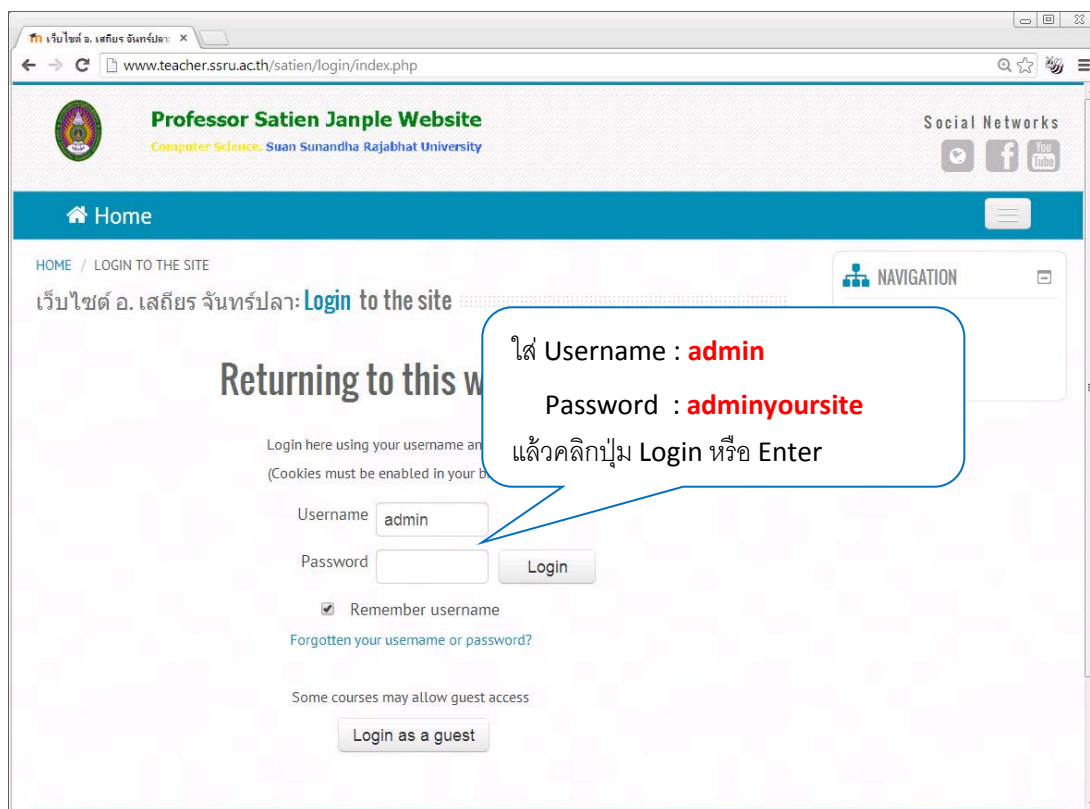 เว็บไซต์ อ. เสถียร จันทร์ปลา:
www.teacher.ssru.ac.th/satien/login/index.php
Professor Satien Janple Website
Computer Science. Suan Sunandha Rajabhat University
Social Networks
You
Tube
Home
HOME / LOGIN TO THE SITE
เว็บไซต์ อ. เสถียร จันทร์ปลา: Login to the site
NAVIGATION
ใส่ Username : admin
Password : adminyoursite
แล้วคลิกปุ่ม Login หรือ Enter
Returning to this w
Login here using your username an
(Cookies must be enabled in your b
Username admin
Password
Login
Remember username
Forgotten your username or password?
Some courses may allow guest access
Login as a guest